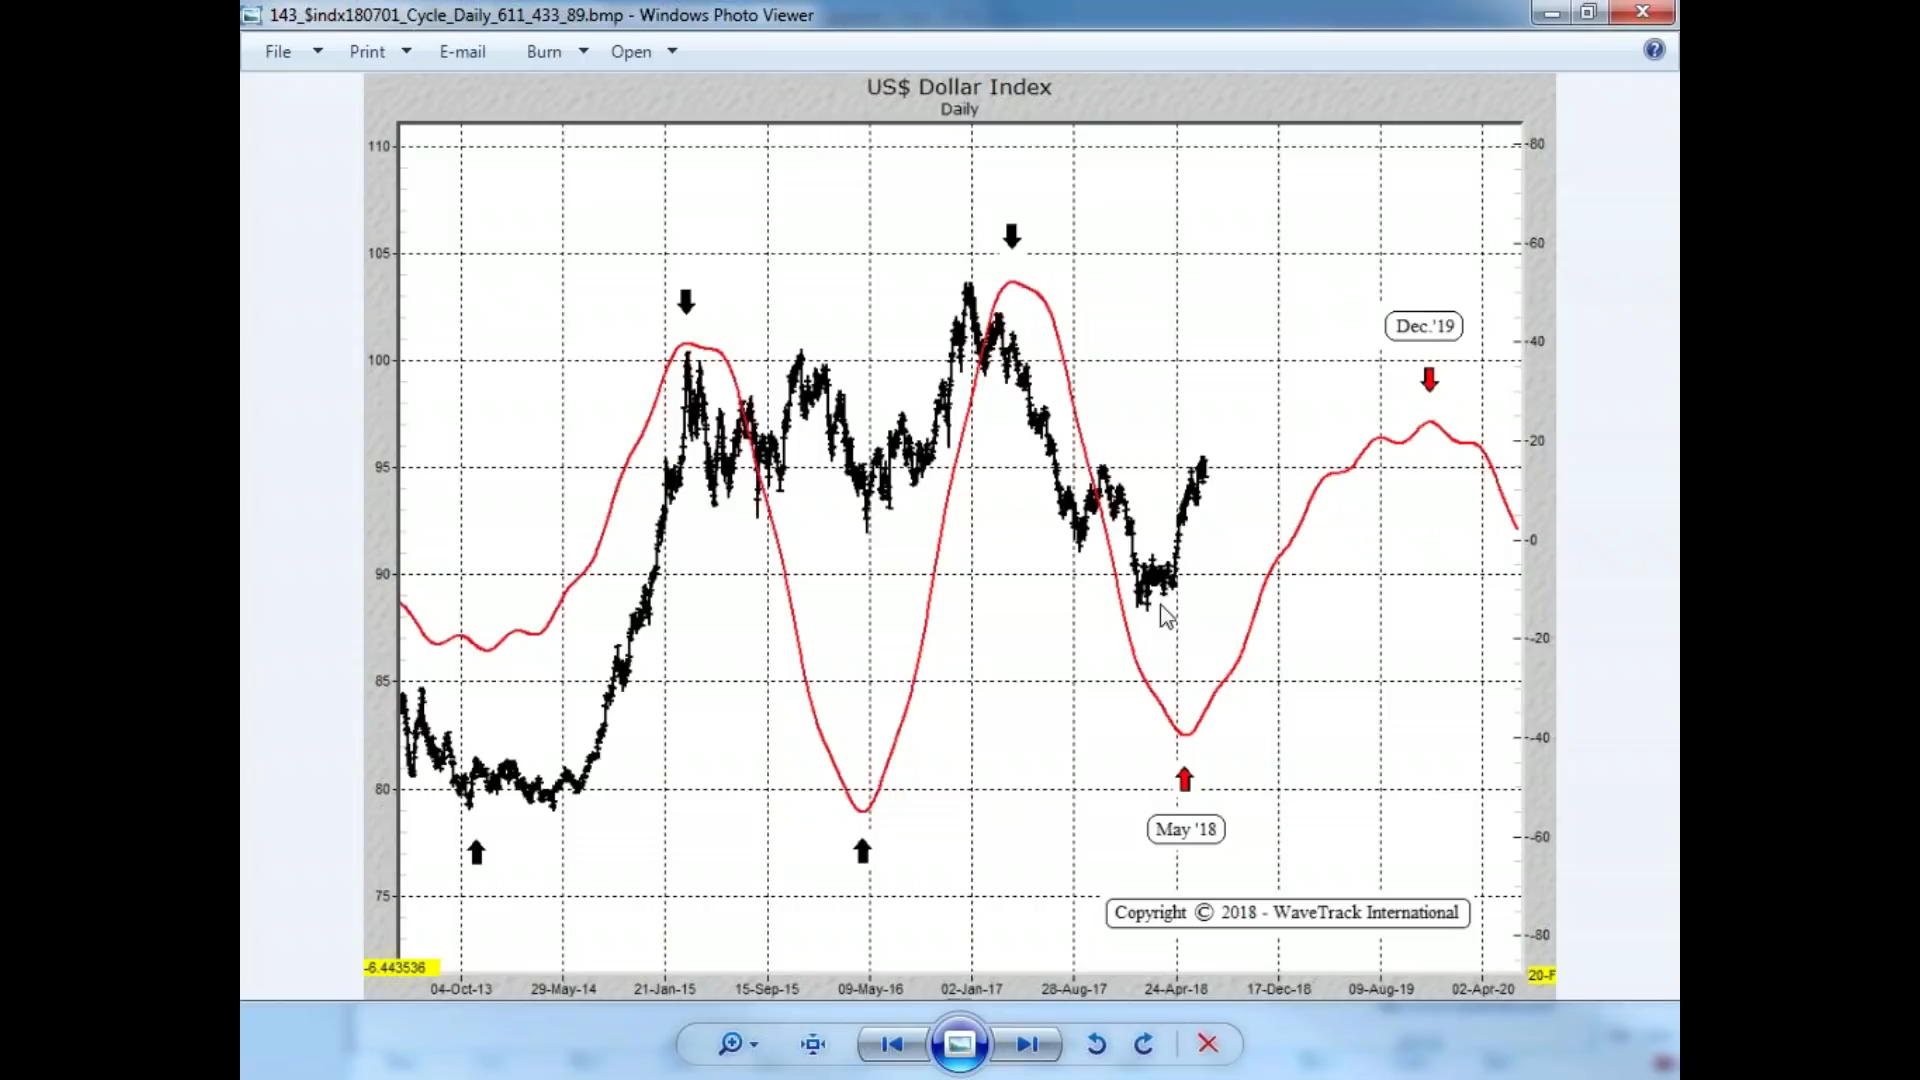 143_$indx180701_Cycle_Daily_611_433_89.bmp - Windows Photo Viewer
File Print E-mail Burn Open
US$ Dollar Index
Daily
110
105
100
95
90
85
80
75
80
60
40
20
0
-20
-40
-60
-80
Dec.'19
May '18
Copyright © 2018 - WaveTrack International
-6.443536
20-F
04-Oct-13 29-May-14 21-Jan-15 15-Sep-15 09-May-16 02-Jan-17 28-Aug-17 24-Apr-18 17-Dec-18 09-Aug-19 02-Apr-20